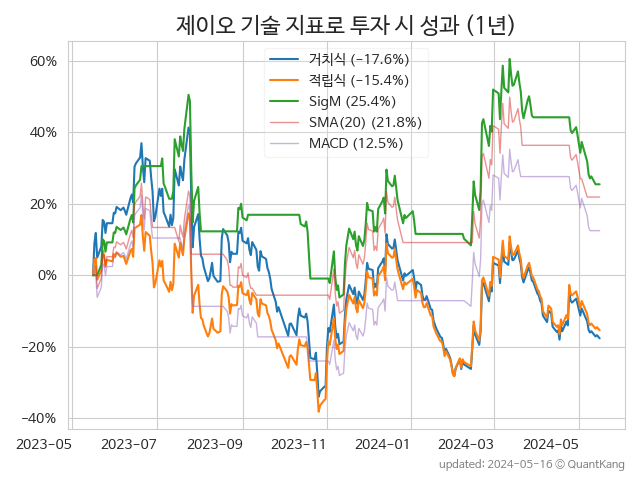 제이오 기술 지표로 투자 시 성과 (1년)
거치식 (−17.6%)
적립식 (−15.4%)
SigM (25.4%)
SMA(20) (21.8%)
MACD (12.5%)
60%
40%
20%
0%
−20%
−40%
2023-05
2023-07
2023-09
2023-11
2024-01
2024-03
2024-05
updated: 2024-05-16 © QuantKang